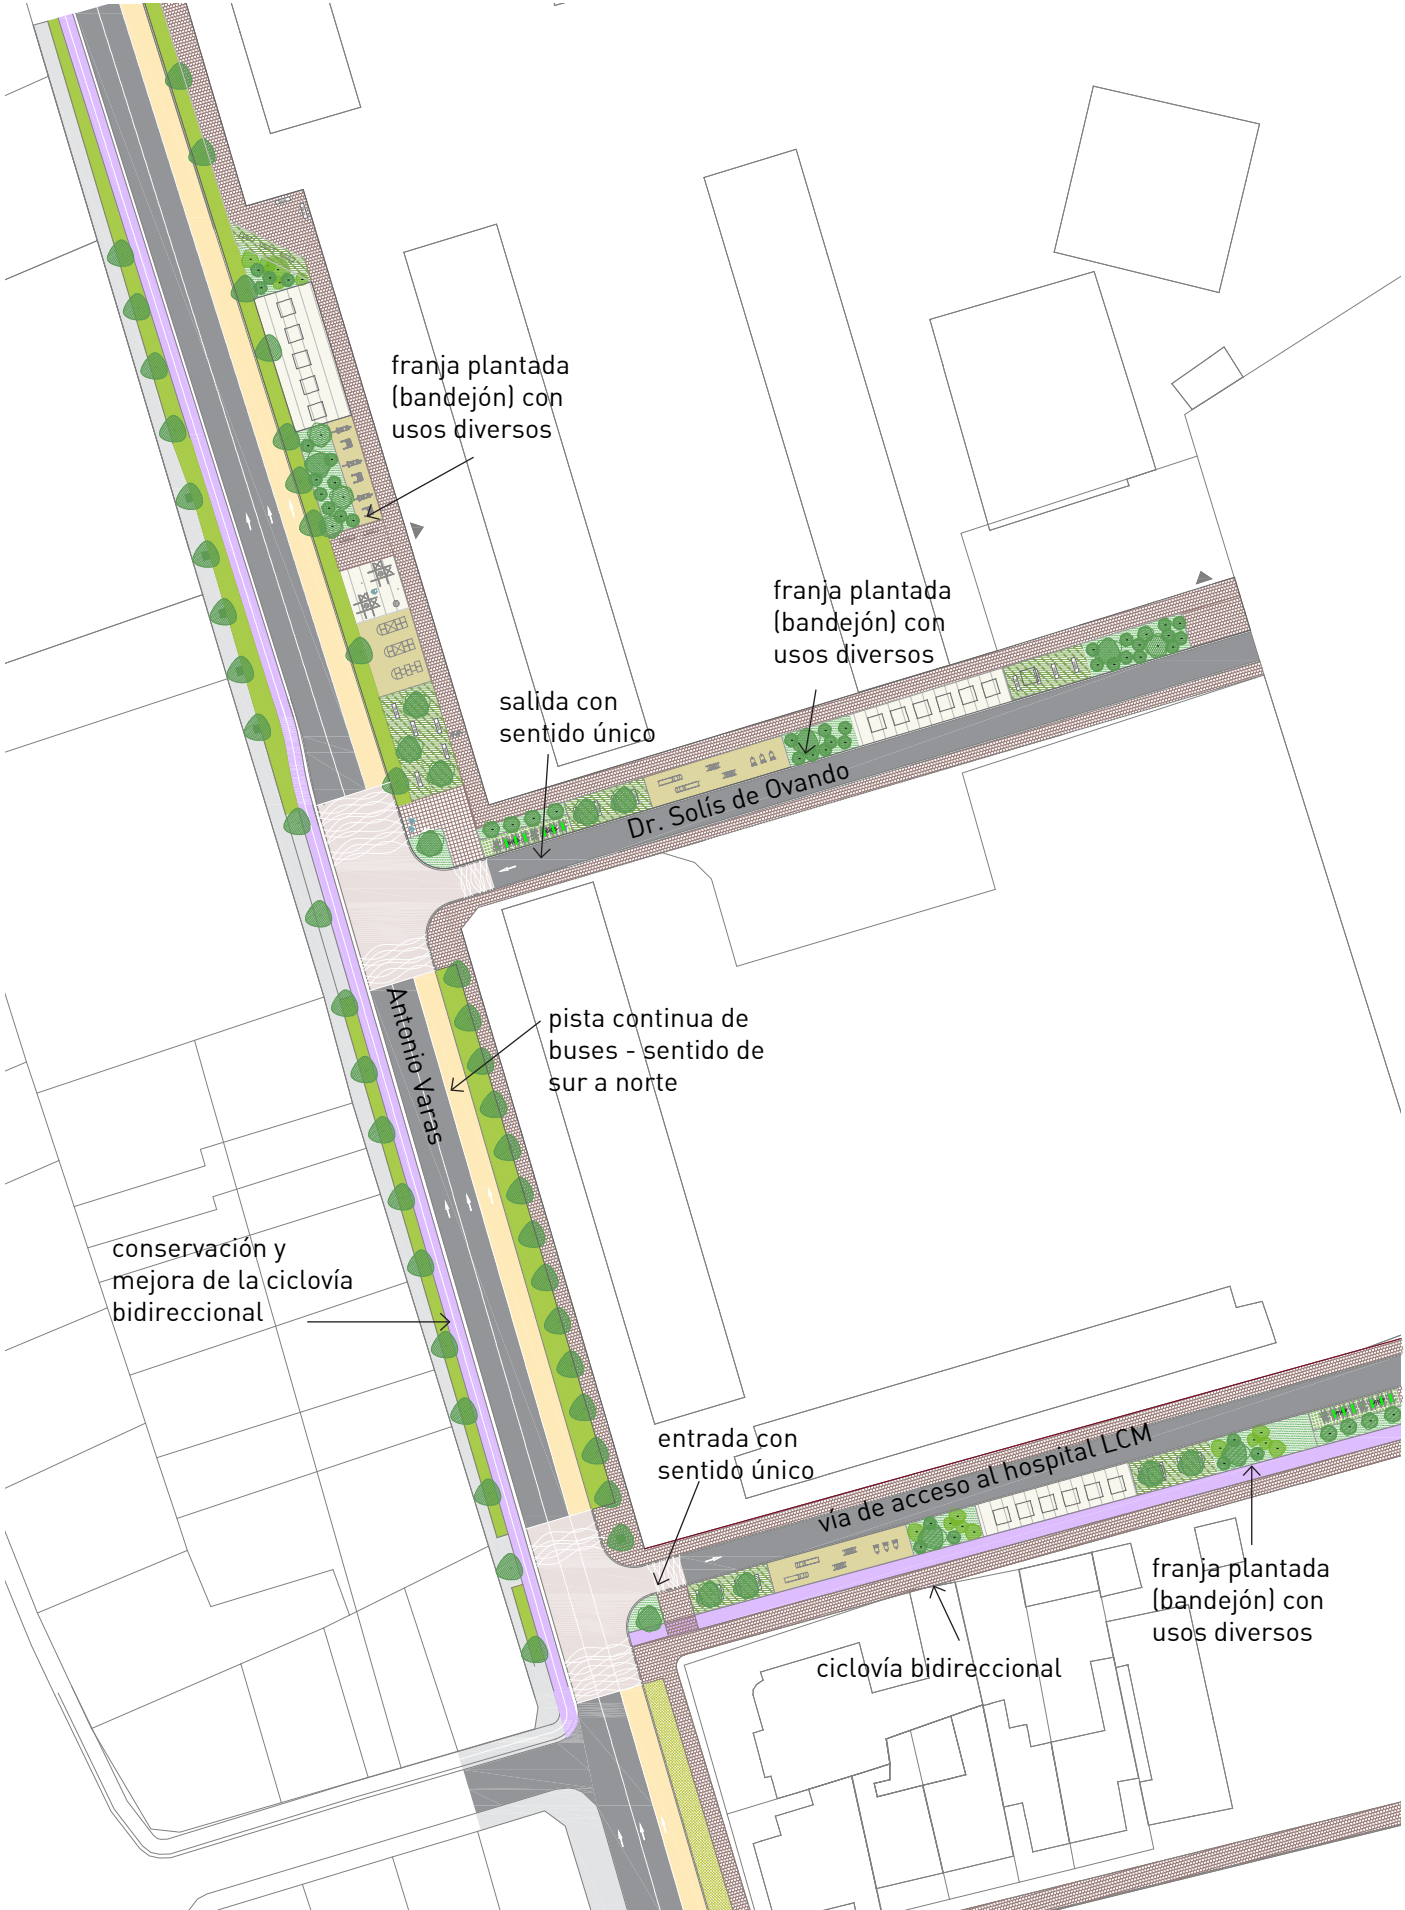 franja plantada
(bandejón) con
usos diversos
franja plantada
(bandejón) con
usos diversos
salida con
sentido único
Dr. Solís de Ovando
Antonio Varas
pista continua de
buses - sentido de
sur a norte
conservación y
mejora de la ciclovía
bidireccional
entrada con
sentido único
vía de acceso al hospital LCM
franja plantada
(bandejón) con
usos diversos
ciclovía bidireccional